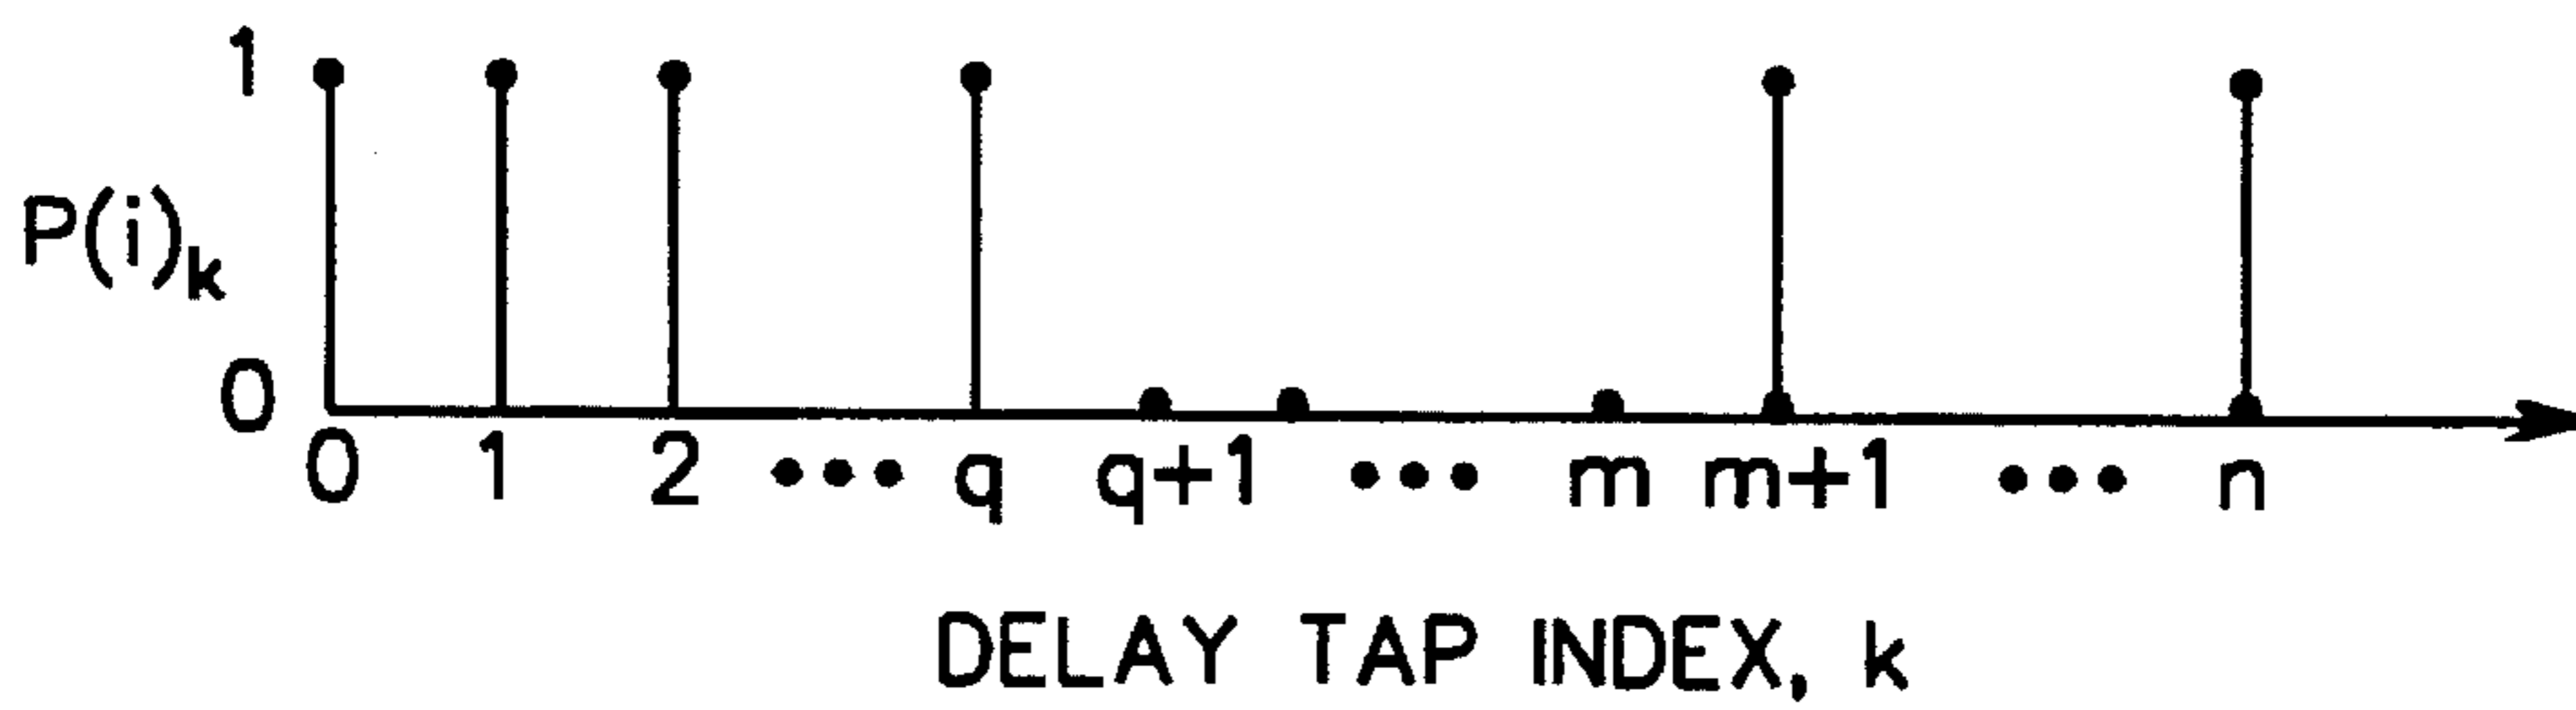 1
P(i)k
0
0 1 2 ••• q q+1 ••• m m+1 ••• n
DELAY TAP INDEX, k